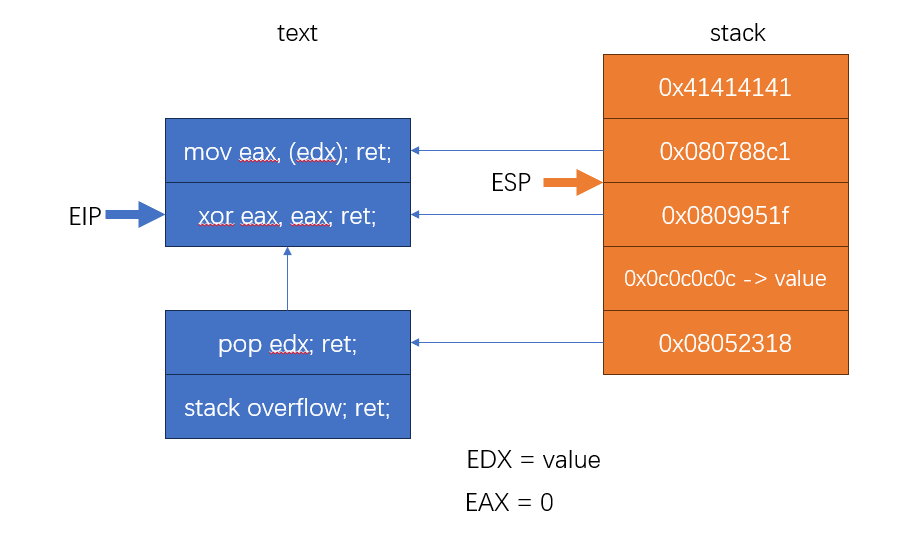 text
stack
0x41414141
mov eax, (edx); ret;
0x080788c1
ESP
EIP
xor eax, eax; ret;
0x0809951f
0x0c0c0c0c -> value
pop edx; ret;
0x08052318
stack overflow; ret;
EDX = value
EAX = 0